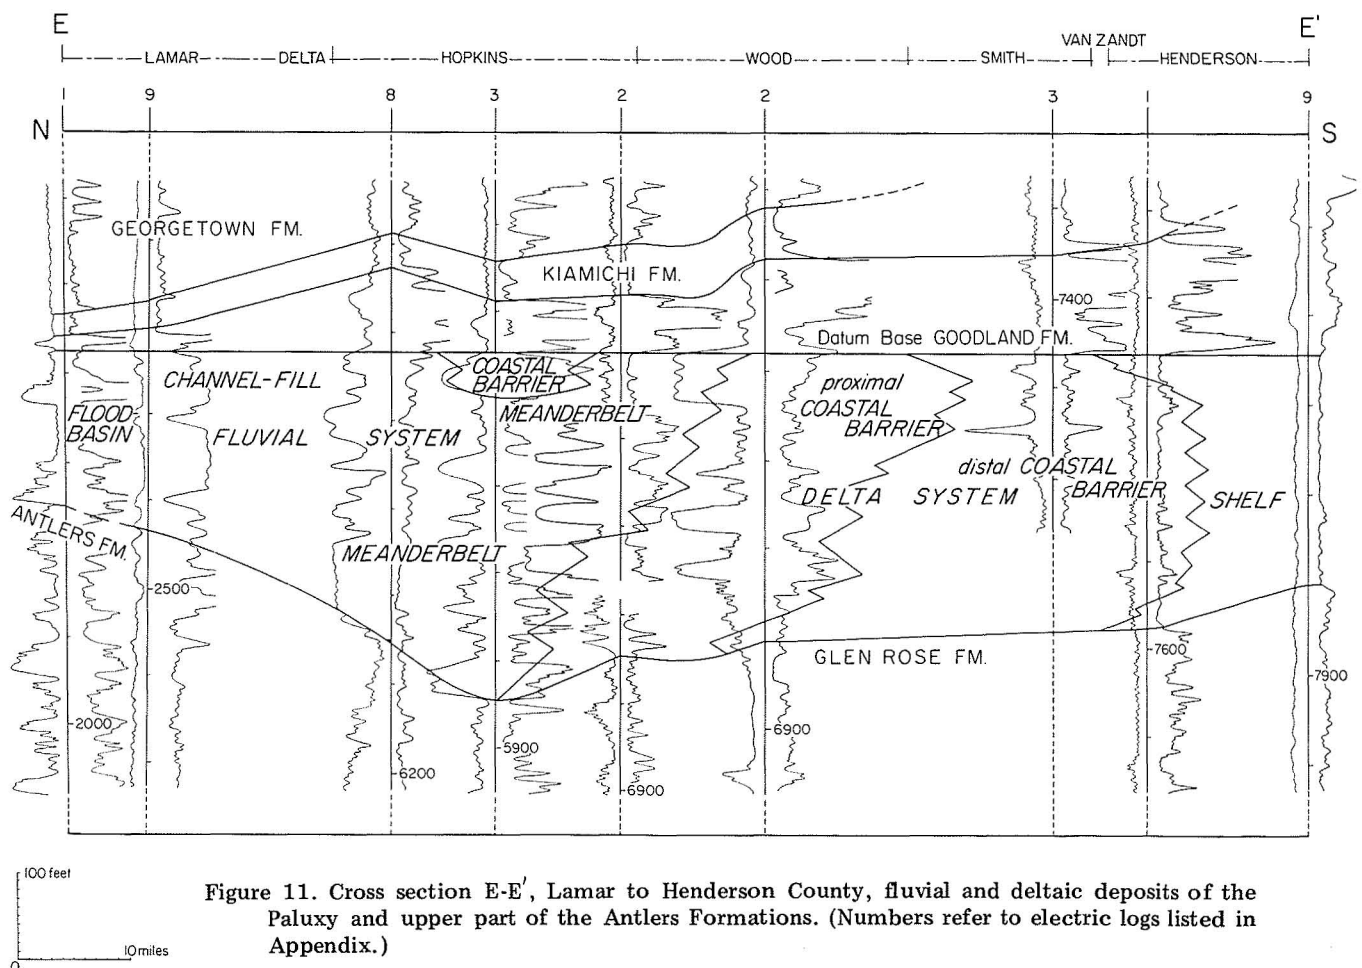 E E'
VAN ZANDT
LAMAR DELTA HOPKINS WOOD SMITH HENDERSON
1 9 8 3 2 2 3 1 9
N S
GEORGETOWN FM.
KIAMICHI FM.
7400
Datum Base GOODLAND FM.
CHANNEL-FILL
COASTAL
BARRIER
proximal
COASTAL
BARRIER
FLOOD-
BASIN
FLUVIAL SYSTEM
MEANDERBELT
distal COASTAL
BARRIER
DELTA SYSTEM
SHELF
ANTLERS FM.
MEANDERBELT
2500
GLEN ROSE FM.
7600
7900
2000
5900
6900
6200
6900
100 feet
10 miles
0
Figure 11. Cross section E-E', Lamar to Henderson County, fluvial and deltaic deposits of the
Paluxy and upper part of the Antlers Formations. (Numbers refer to electric logs listed in
Appendix.)